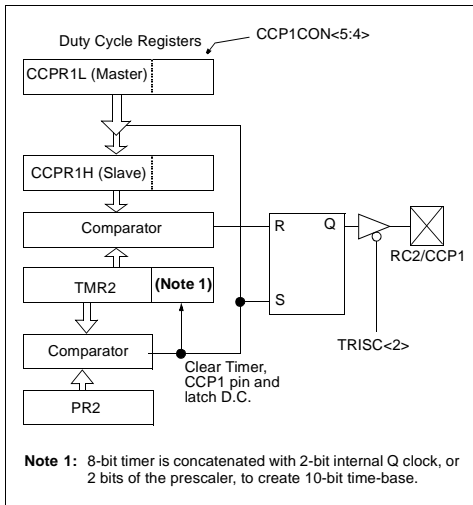 Duty Cycle Registers
CCP1CON<5:4>
CCPR1L (Master)
CCPR1H (Slave)
Comparator
R
Q
RC2/CCP1
TMR2
(Note 1)
S
TRISC<2>
Comparator
Clear Timer,
CCP1 pin and
latch D.C.
PR2
Note 1: 8-bit timer is concatenated with 2-bit internal Q clock, or
2 bits of the prescaler, to create 10-bit time-base.